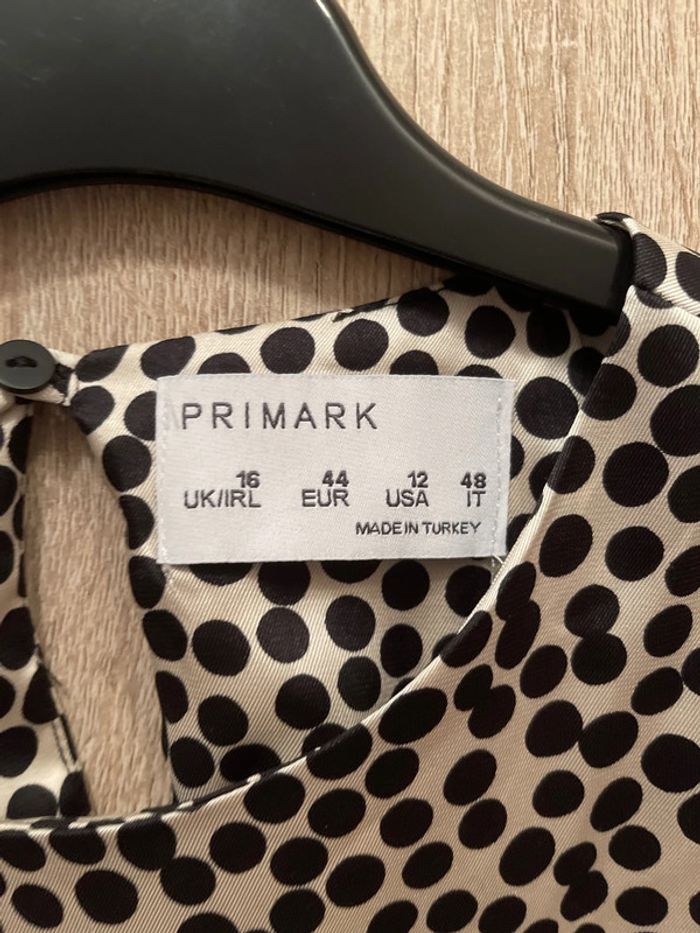 PRIMARK
16 44 12 48
UK/IRL EUR USA IT
MADE IN TURKEY